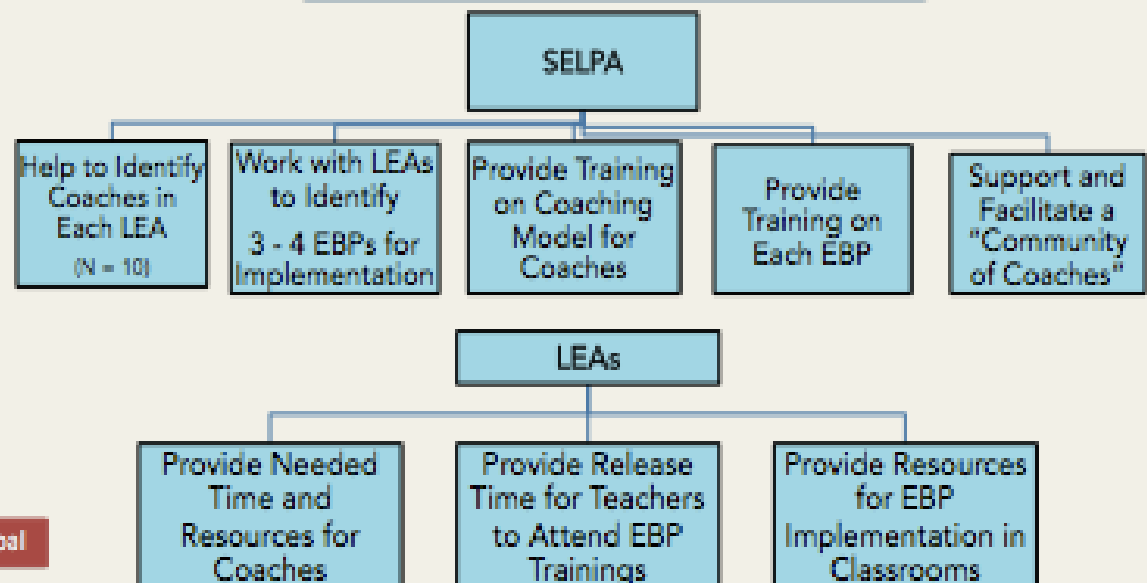 SELPA
Help to Identify
Coaches in
Each LEA
(N = 10)
Work with LEAs
to Identify
3 - 4 EBPs for
Implementation
Provide Training
on Coaching
Model for
Coaches
Provide
Training on
Each EBP
Support and
Facilitate a
"Community
of Coaches"
LEAs
Provide Needed
Time and
Resources for
Coaches
Provide Release
Time for Teachers
to Attend EBP
Trainings
Provide Resources
for EBP
Implementation in
Classrooms